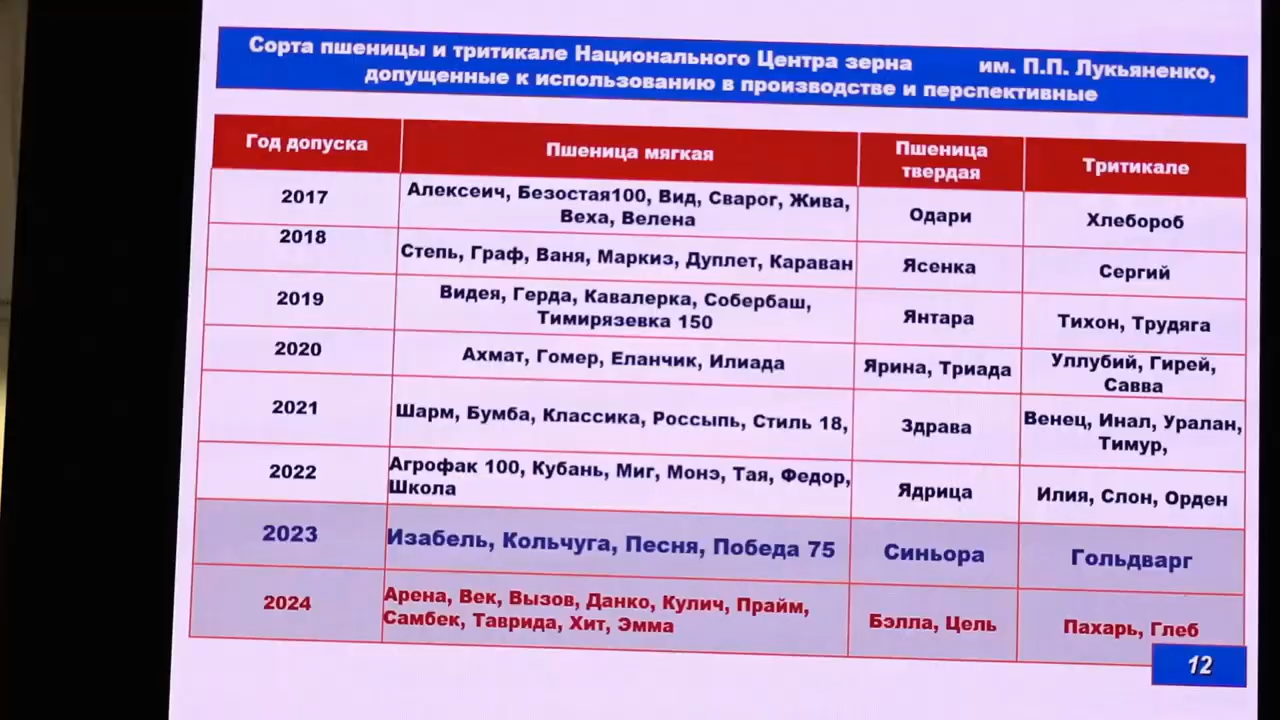 Сорта пшеницы и тритикале Национального Центра зерна им. П.П. Лукьяненко,
допущенные к использованию в производстве и перспективные
Год допуска
Пшеница мягкая
Пшеница
твердая
Тритикале
2017
Алексеич, Безостая100, Вид, Сварог, Жива,
Веха, Велена
Одари
Хлебороб
2018
Степь, Граф, Ваня, Маркиз, Дуплет, Караван
Ясенка
Сергий
2019
Видея, Герда, Кавалерка, Собербаш,
Тимирязевка 150
Янтара
Тихон, Трудяга
2020
Ахмат, Гомер, Еланчик, Илиада
Ярина, Триада
Уллубий, Гирей,
Савва
2021
Шарм, Бумба, Классика, Россыпь, Стиль 18,
Здрава
Венец, Инал, Уралан,
Тимур,
2022
Агрофак 100, Кубань, Миг, Монэ, Тая, Федор,
Школа
Ядрица
Илия, Слон, Орден
2023
Изабель, Кольчуга, Песня, Победа 75
Синьора
Гольдварг
2024
Арена, Век, Вызов, Данко, Кулич, Прайм,
Самбек, Таврида, Хит, Эмма
Бэлла, Цель
Пахарь, Глеб
12